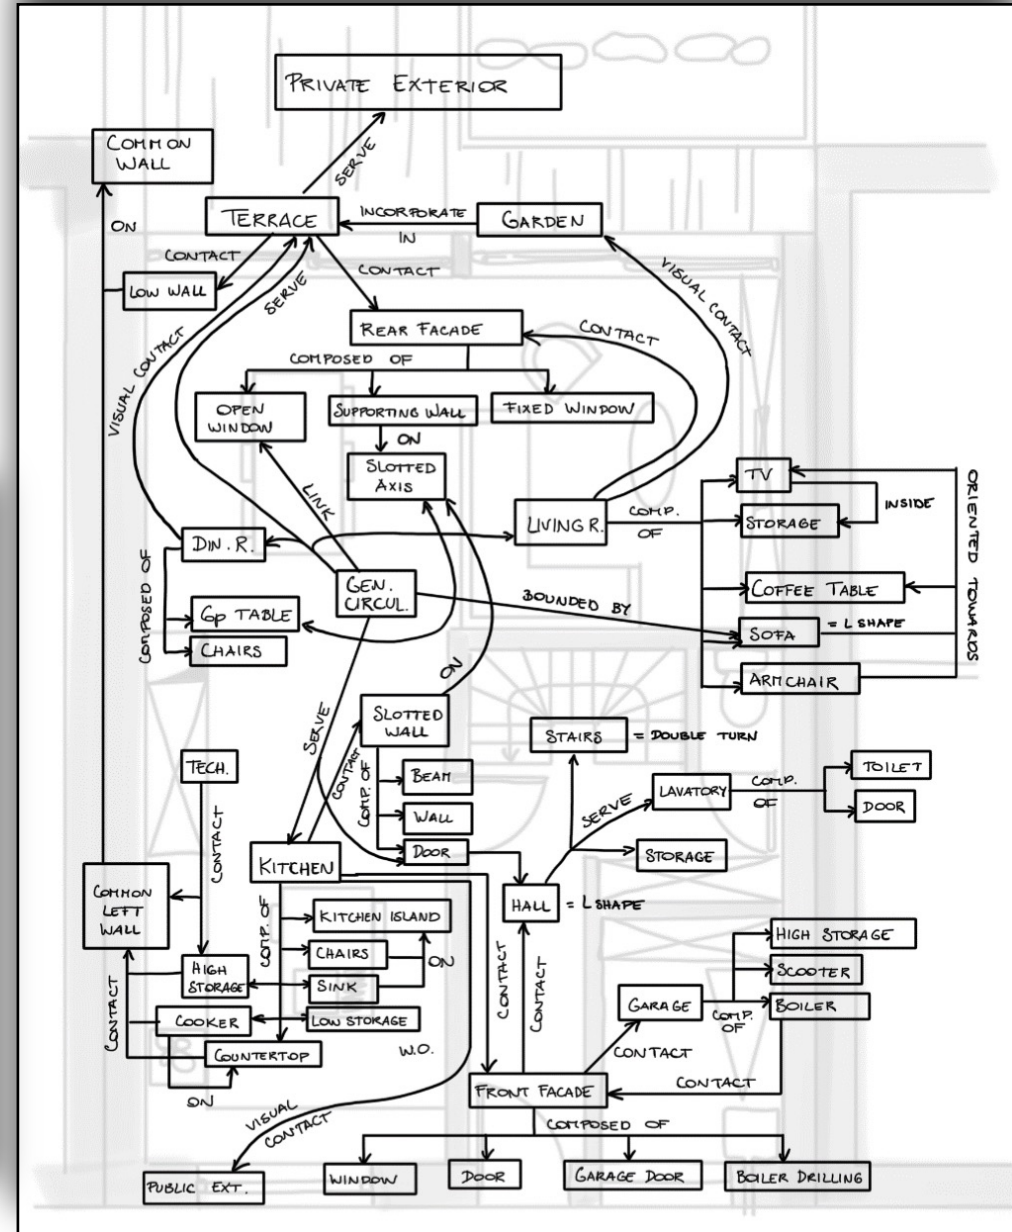 PRIVATE EXTERIOR
COMMON
WALL
SERVE
ON
TERRACE
INCORPORATE
IN
GARDEN
CONTACT
CONTACT
LOW WALL
SERVE
VISUAL CONTACT
REAR FACADE
CONTACT
VISUAL CONTACT
COMPOSED OF
OPEN
WINDOW
SUPPORTING WALL
FIXED WINDOW
ON
SLOTTED
AXIS
LINK
TV
INSIDE
STORAGE
LIVING R.
COMP.
OF
ORIENTED TOWARDS
DIN. R.
COMPOSED OF
GEN.
CIRCUL.
BOUNDED BY
COFFEE TABLE
6p TABLE
SOFA
= L SHAPE
CHAIRS
ARMCHAIR
ON
SERVE
SLOTTED
WALL
CONTACT
COMP. OF
BEAM
WALL
DOOR
STAIRS
= DOUBLE TURN
TECH.
CONTACT
SERVE
LAVATORY
COMP.
OF
TOILET
DOOR
STORAGE
KITCHEN
HALL
= L SHAPE
COMMON
LEFT
WALL
COMP. OF
KITCHEN ISLAND
CHAIRS
ON
SINK
HIGH
STORAGE
COOKER
LOW STORAGE
COUNTERTOP
CONTACT
ON
W.O.
CONTACT
CONTACT
HIGH STORAGE
SCOOTER
BOILER
GARAGE
COMP.
OF
CONTACT
CONTACT
FRONT FACADE
COMPOSED OF
VISUAL
CONTACT
PUBLIC EXT.
WINDOW
DOOR
GARAGE DOOR
BOILER DRILLING